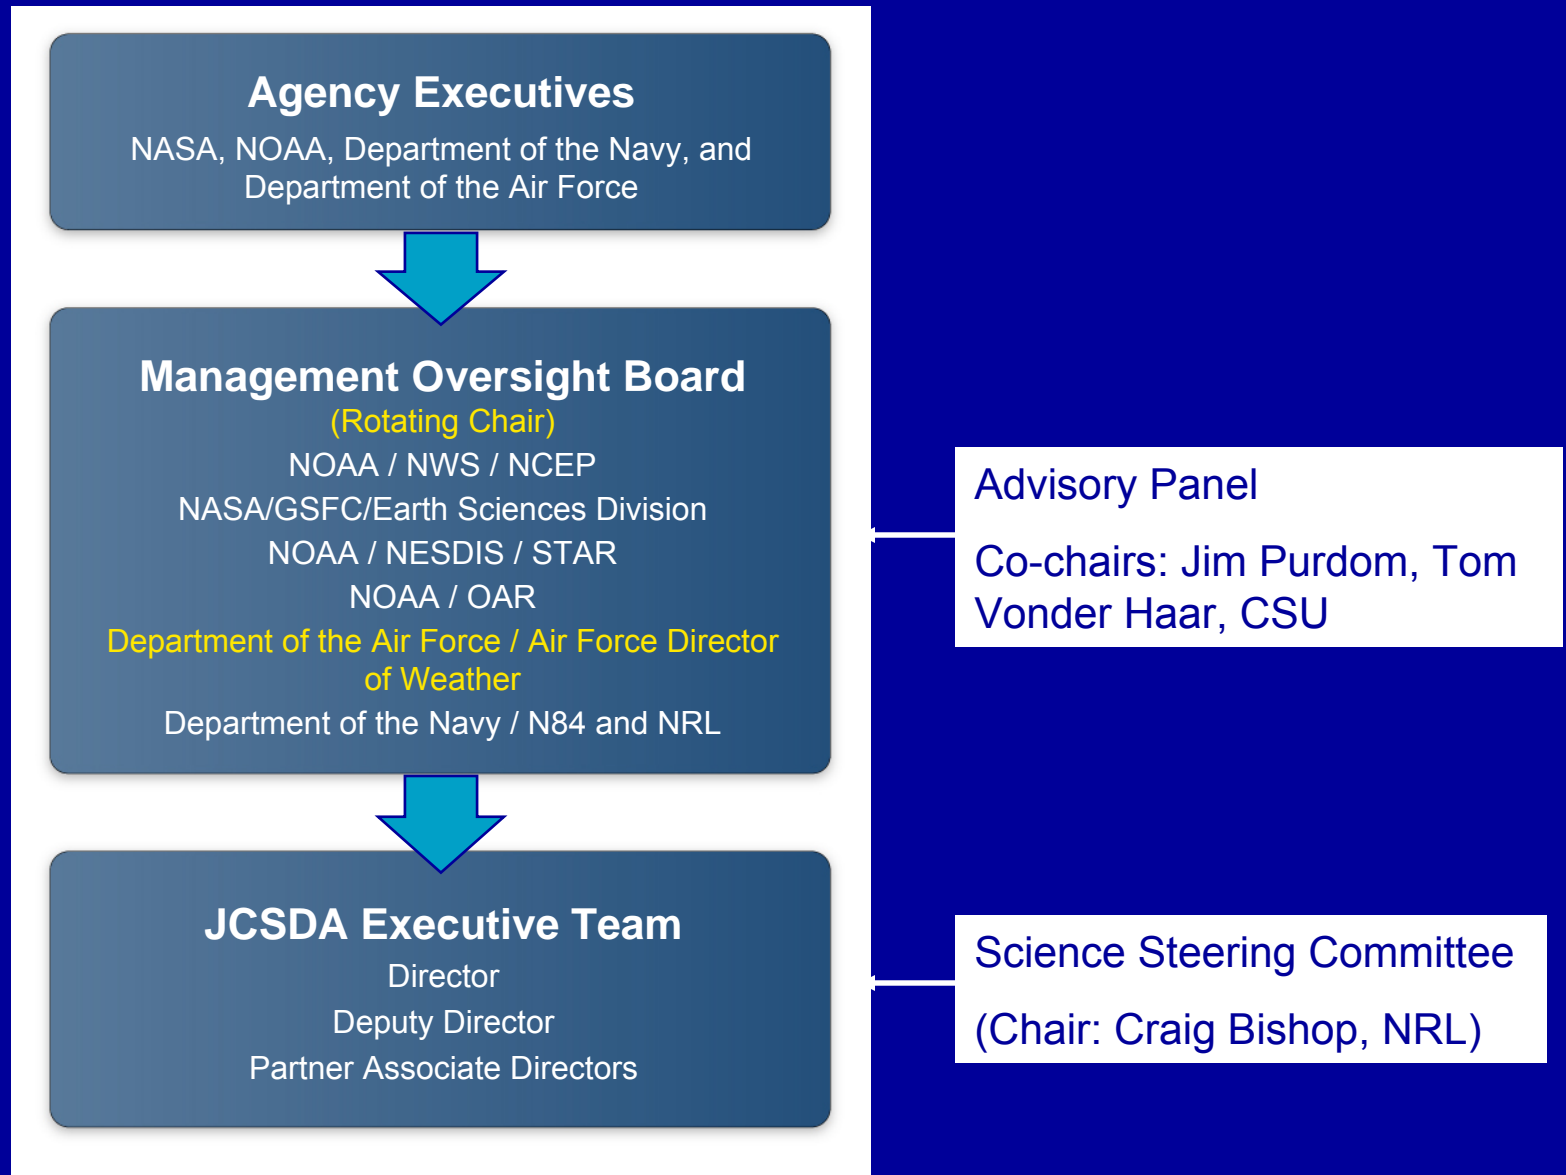 Agency Executives
NASA, NOAA, Department of the Navy, and
Department of the Air Force
Management Oversight Board
(Rotating Chair)
NOAA / NWS / NCEP
NASA/GSFC/Earth Sciences Division
NOAA / NESDIS / STAR
NOAA / OAR
Department of the Air Force / Air Force Director
of Weather
Department of the Navy / N84 and NRL
Advisory Panel
Co-chairs: Jim Purdom, Tom
Vonder Haar, CSU
JCSDA Executive Team
Director
Deputy Director
Partner Associate Directors
Science Steering Committee
(Chair: Craig Bishop, NRL)